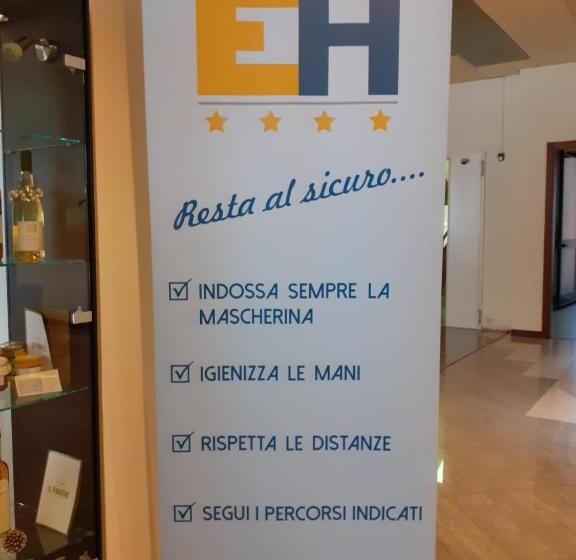 EH
Resta al sicuro....
INDOSSA SEMPRE LA
MASCHERINA
IGIENIZZA LE MANI
RISPETTA LE DISTANZE
SEGUI I PERCORSI INDICATI